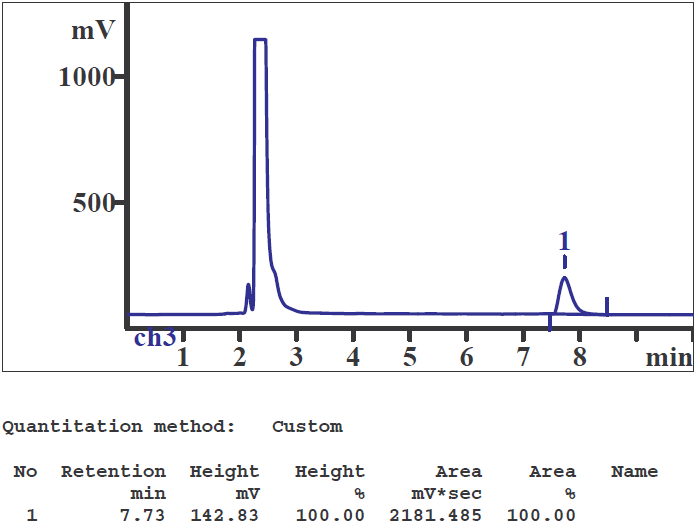 mV
1000
500
1
ch3
1 2 3 4 5 6 7 8 min
Quantitation method: Custom
No Retention Height Height Area Area Name
min mV % mV*sec %
1 7.73 142.83 100.00 2181.485 100.00